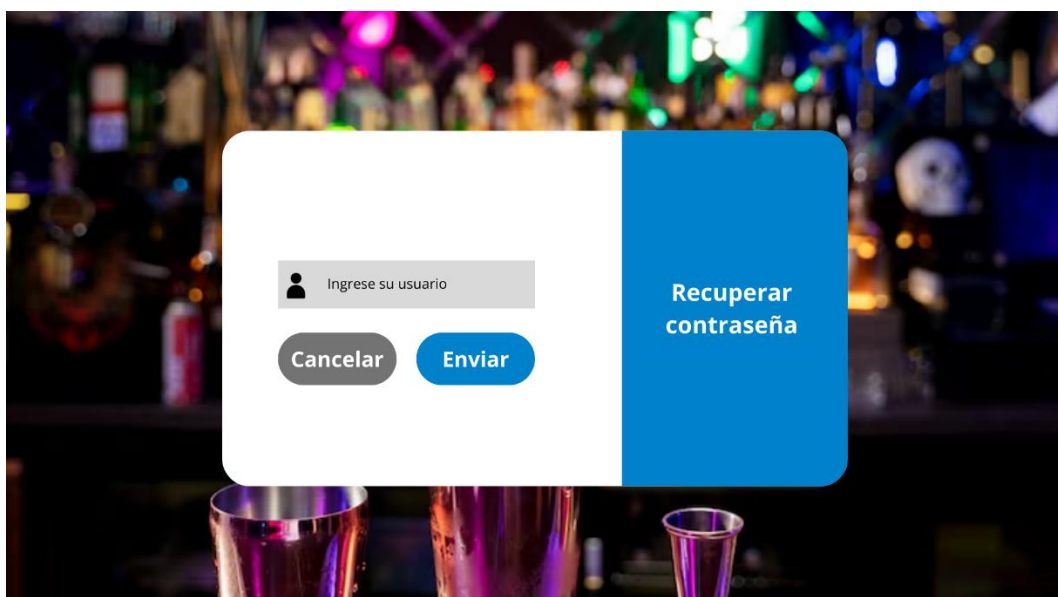 Ingrese su usuario
Cancelar
Enviar
Recuperar
contraseña